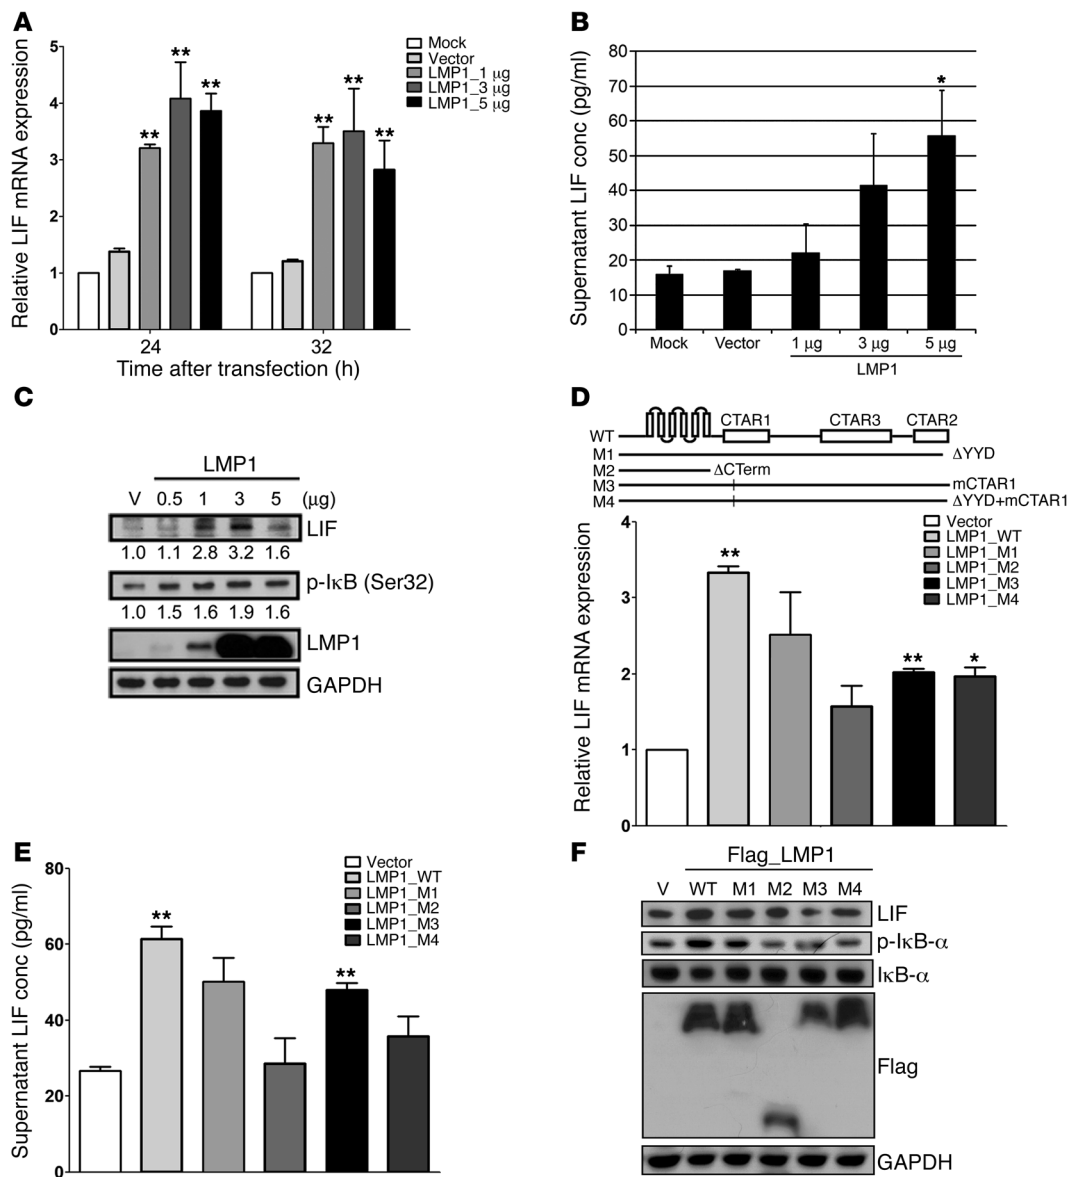 A
Relative LIF mRNA expression
5
4
3
2
1
0
** ** **
** ** **
24 32
Time after transfection (h)
Mock
Vector
LMP1_1 µg
LMP1_3 µg
LMP1_5 µg
B
Supernatant LIF conc (pg/ml)
80
70
60
50
40
30
20
10
0
*
Mock Vector 1 µg 3 µg 5 µg
LMP1
C
LMP1
V 0.5 1 3 5 (µg)
LIF
1.0 1.1 2.8 3.2 1.6
p-IκB (Ser32)
1.0 1.5 1.6 1.9 1.6
LMP1
GAPDH
D
CTAR1 CTAR3 CTAR2
WT
M1 ΔYYD
M2 ΔCTerm
M3 mCTAR1
M4 ΔYYD+mCTAR1
Relative LIF mRNA expression
4
3
2
1
0
** ** *
Vector
LMP1_WT
LMP1_M1
LMP1_M2
LMP1_M3
LMP1_M4
E
Supernatant LIF conc (pg/ml)
80
60
40
20
0
** **
Vector
LMP1_WT
LMP1_M1
LMP1_M2
LMP1_M3
LMP1_M4
F
Flag_LMP1
V WT M1 M2 M3 M4
LIF
p-IκB-α
IκB-α
Flag
GAPDH